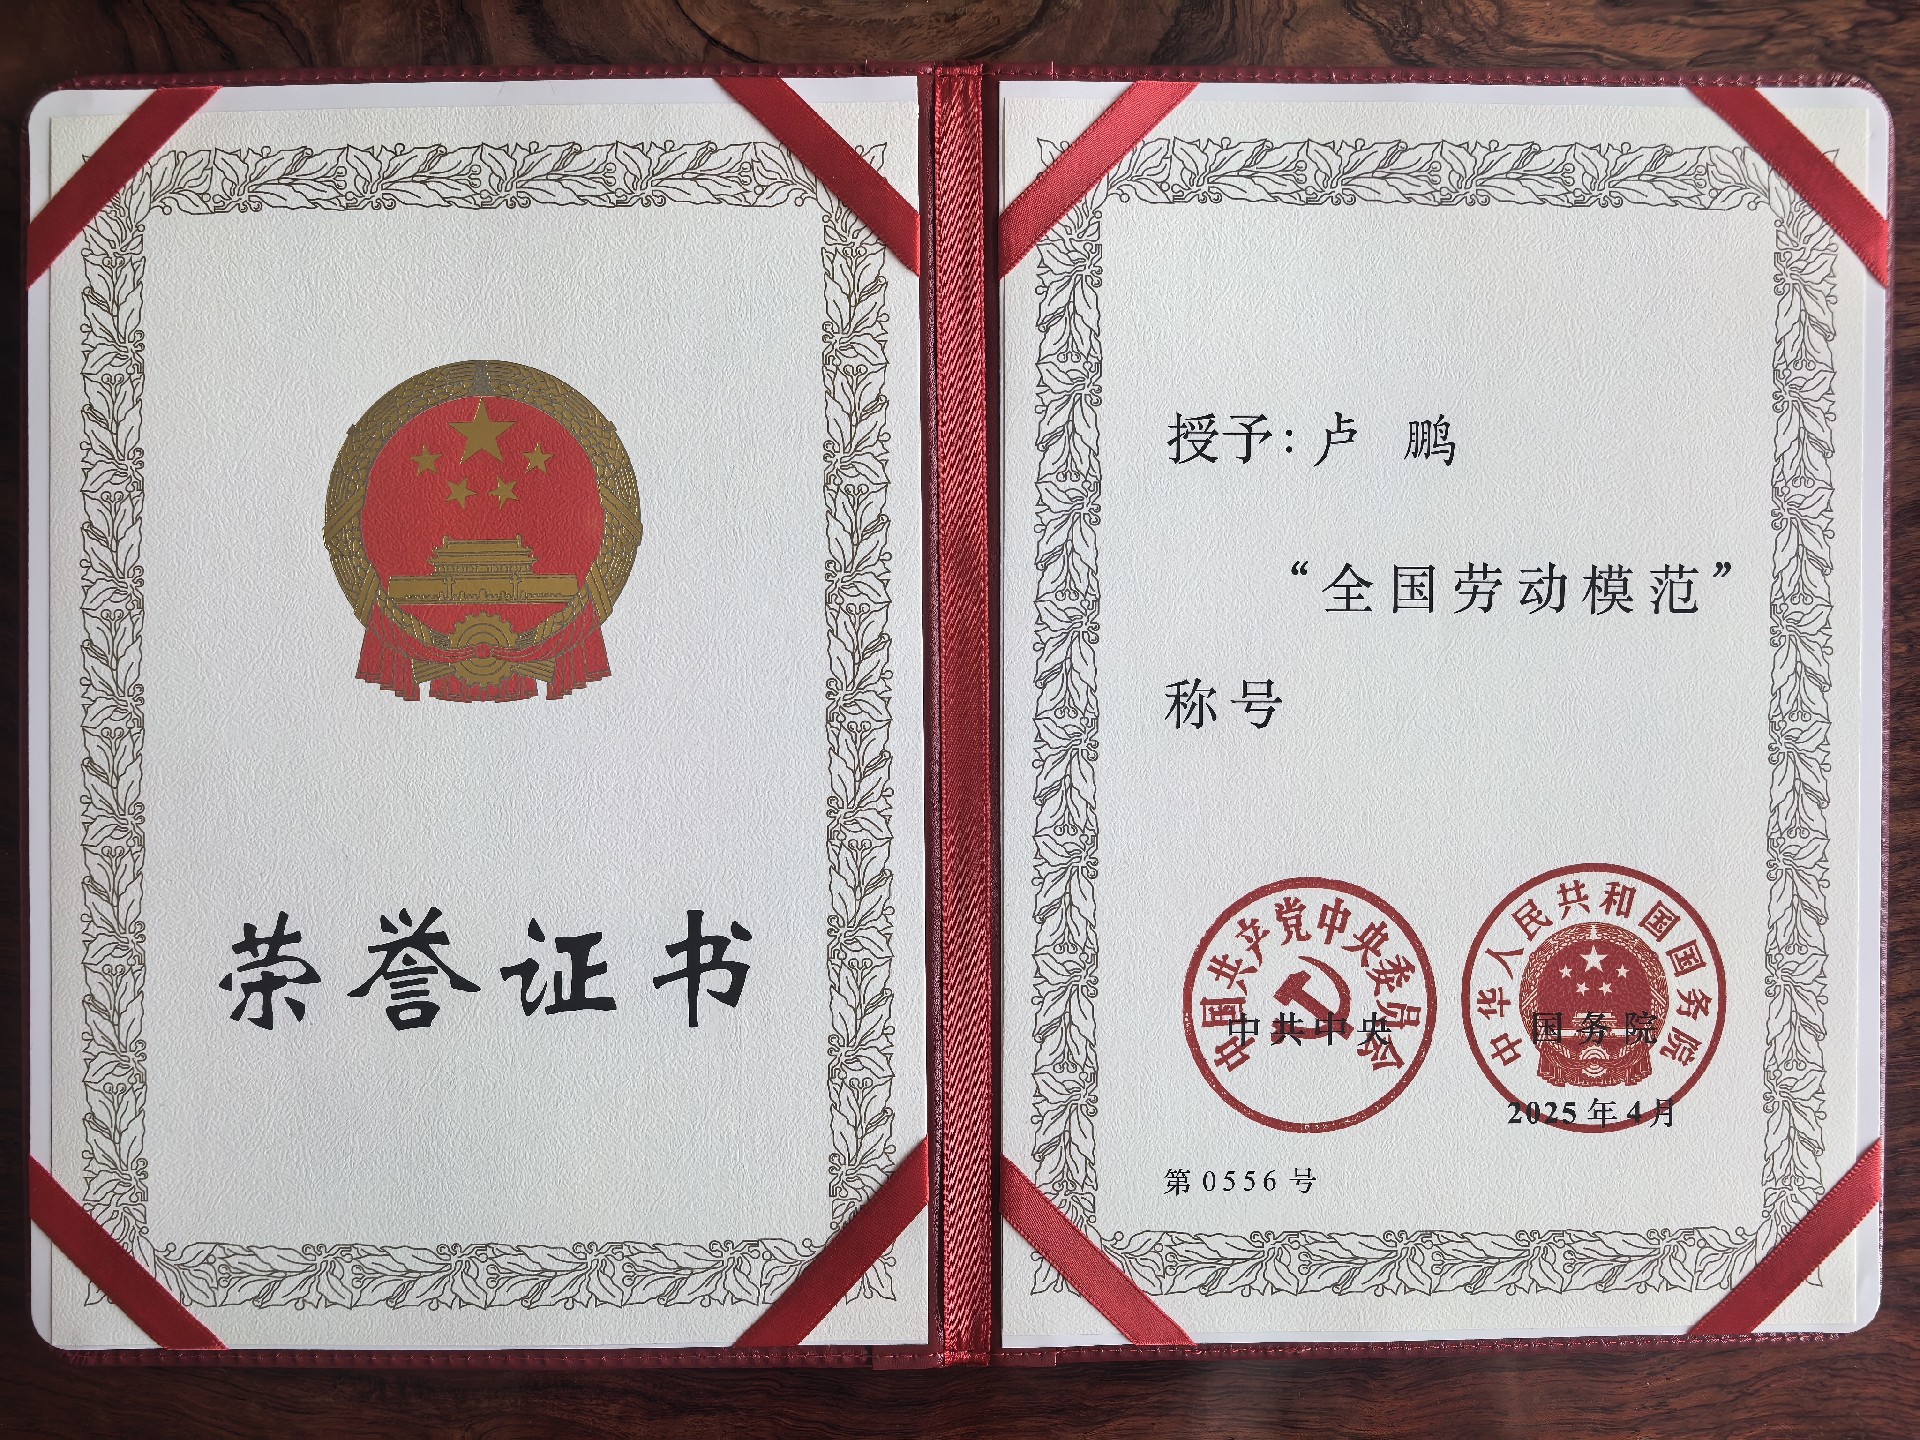 荣誉证书
授予:卢 鹏
“全国劳动模范”
称号
中国共产党中央委员会
中共中央
中华人民共和国国务院
国务院
2025年4月
第0556号